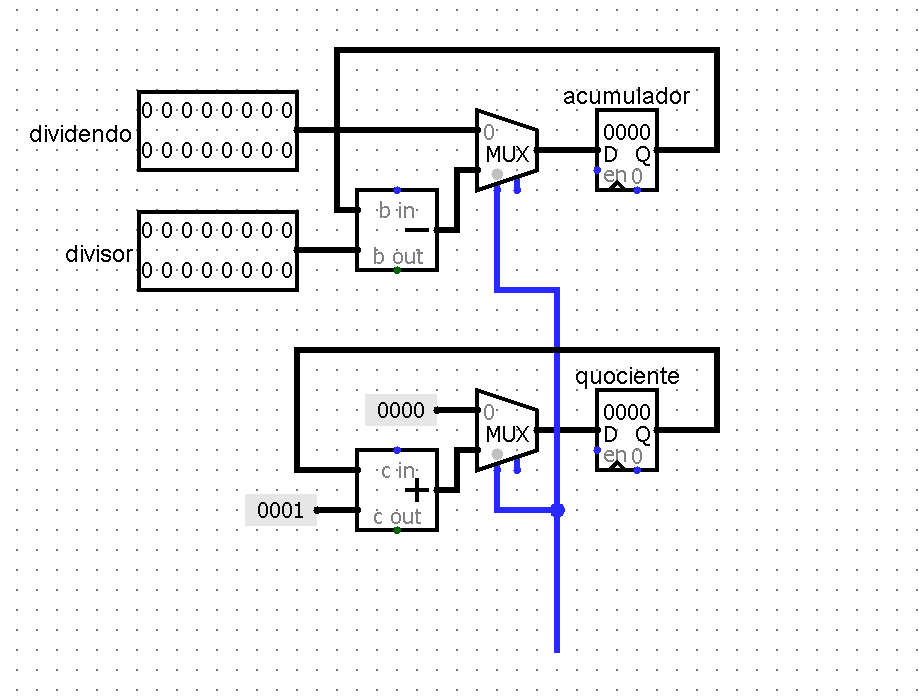 acumulador
0 0 0 0 0 0 0 0
0 0 0 0 0 0 0 0
dividendo
0
MUX
0000
D Q
en 0
b in
b out
0 0 0 0 0 0 0 0
0 0 0 0 0 0 0 0
divisor
quociente
0000
0
MUX
0000
D Q
en 0
c in
c out
0001